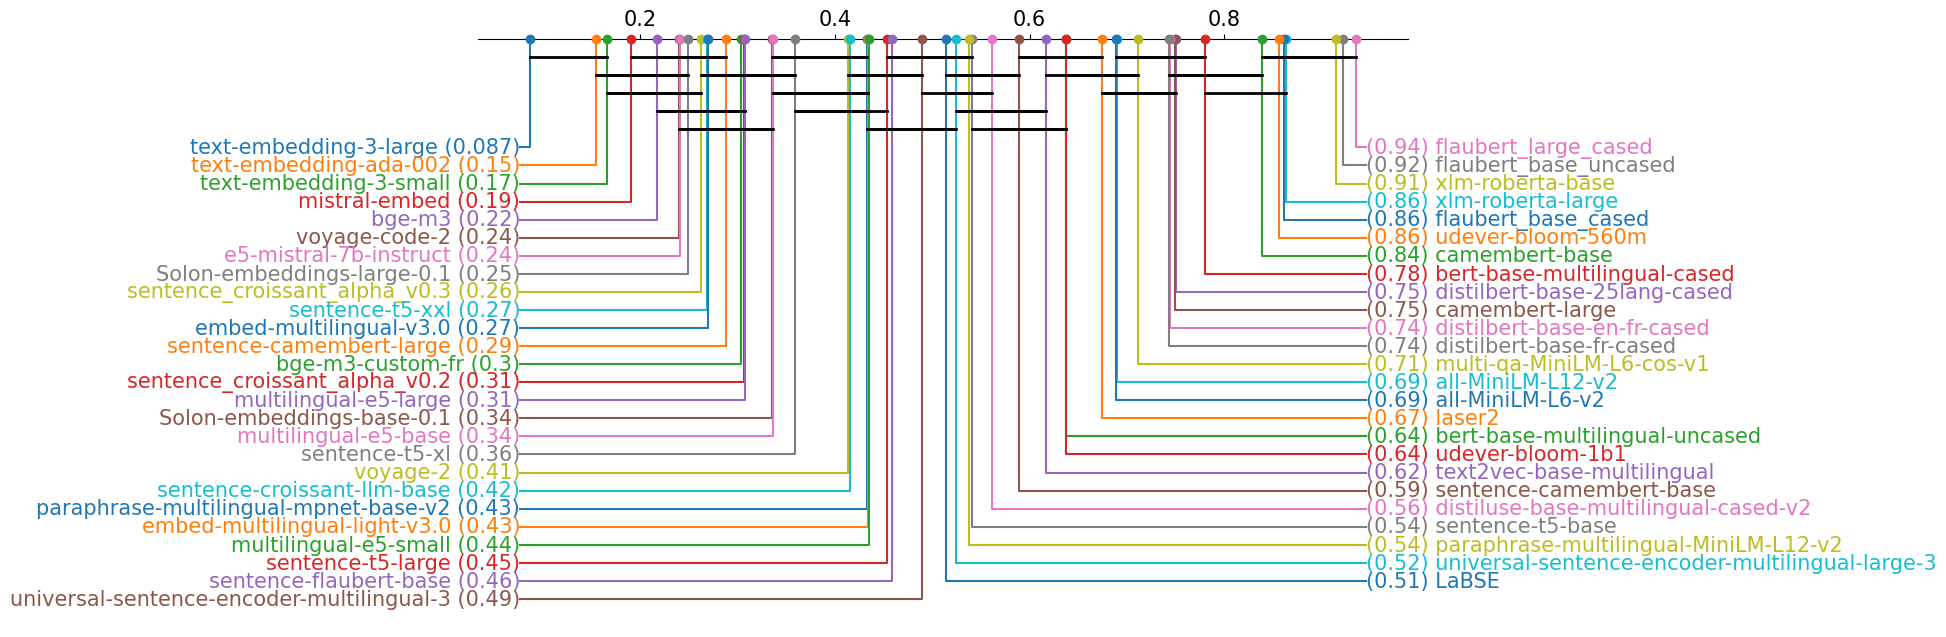 0.2 0.4 0.6 0.8
text-embedding-3-large (0.087)
text-embedding-ada-002 (0.15)
text-embedding-3-small (0.17)
mistral-embed (0.19)
bge-m3 (0.22)
voyage-code-2 (0.24)
e5-mistral-7b-instruct (0.24)
Solon-embeddings-large-0.1 (0.25)
sentence_croissant_alpha_v0.3 (0.26)
sentence-t5-xxl (0.27)
embed-multilingual-v3.0 (0.27)
sentence-camembert-large (0.29)
bge-m3-custom-fr (0.3)
sentence_croissant_alpha_v0.2 (0.31)
multilingual-e5-large (0.31)
Solon-embeddings-base-0.1 (0.34)
multilingual-e5-base (0.34)
sentence-t5-xl (0.36)
voyage-2 (0.41)
sentence-croissant-llm-base (0.42)
paraphrase-multilingual-mpnet-base-v2 (0.43)
embed-multilingual-light-v3.0 (0.43)
multilingual-e5-small (0.44)
sentence-t5-large (0.45)
sentence-flaubert-base (0.46)
universal-sentence-encoder-multilingual-3 (0.49)
(0.94) flaubert_large_cased
(0.92) flaubert_base_uncased
(0.91) xlm-roberta-base
(0.86) xlm-roberta-large
(0.86) flaubert_base_cased
(0.86) udever-bloom-560m
(0.84) camembert-base
(0.78) bert-base-multilingual-cased
(0.75) distilbert-base-25lang-cased
(0.75) camembert-large
(0.74) distilbert-base-en-fr-cased
(0.74) distilbert-base-fr-cased
(0.71) multi-qa-MiniLM-L6-cos-v1
(0.69) all-MiniLM-L12-v2
(0.69) all-MiniLM-L6-v2
(0.67) laser2
(0.64) bert-base-multilingual-uncased
(0.64) udever-bloom-1b1
(0.62) text2vec-base-multilingual
(0.59) sentence-camembert-base
(0.56) distiluse-base-multilingual-cased-v2
(0.54) sentence-t5-base
(0.54) paraphrase-multilingual-MiniLM-L12-v2
(0.52) universal-sentence-encoder-multilingual-large-3
(0.51) LaBSE